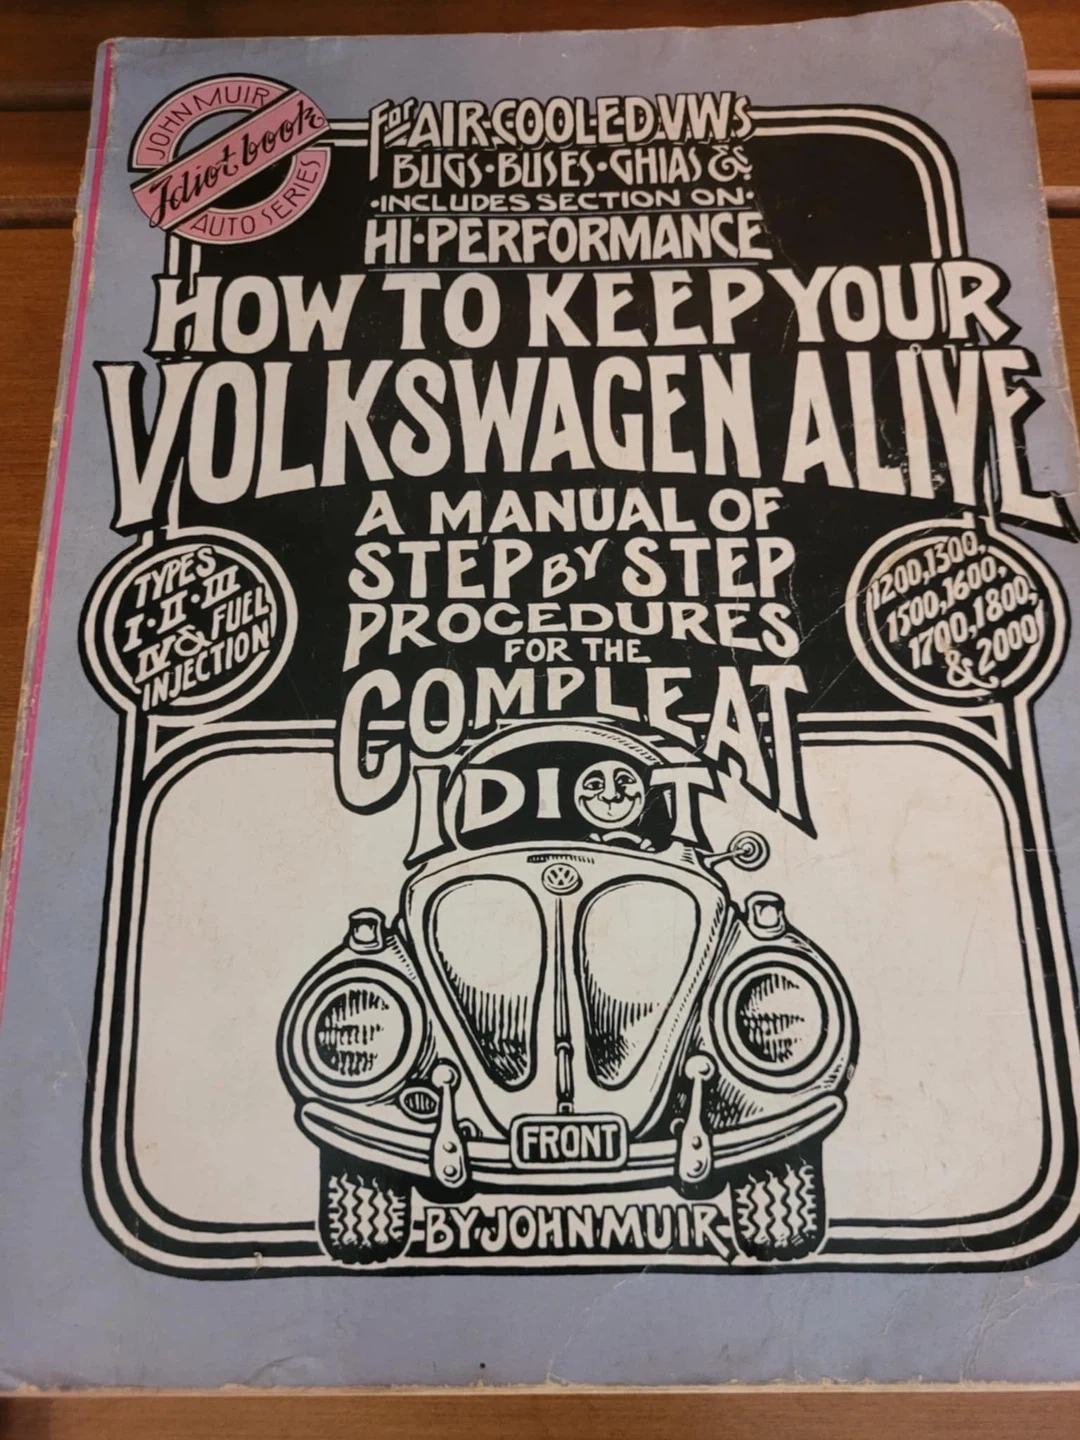 JOHN MUIR
Idiot book
AUTO SERIES
For AIR-COOLED VWs
BUGS · BUSES · GHIAS &c
· INCLUDES SECTION ON ·
HI-PERFORMANCE
HOW TO KEEP YOUR
VOLKSWAGEN ALIVE
A MANUAL OF
STEP BY STEP
PROCEDURES
FOR THE
COMPLEAT
IDIOT
TYPES
I · II · III
IV & FUEL
INJECTION
1200, 1300,
1500, 1600,
1700, 1800,
& 2000
VW
FRONT
-BY JOHN MUIR-